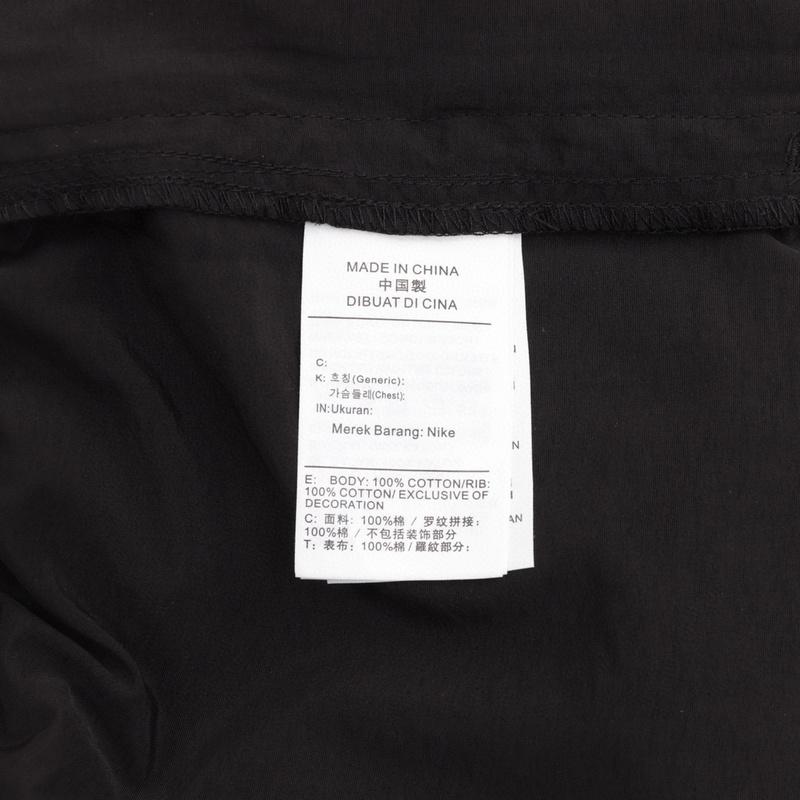 MADE IN CHINA
中国製
DIBUAT DI CINA
C:
K: 흐칭(Generic):
가슴둘레(Chest):
IN:Ukuran:
Merek Barang: Nike
E: BODY: 100% COTTON/RIB:
100% COTTON/ EXCLUSIVE OF
DECORATION
C: 面料: 100%棉 / 罗纹拼接:
100%棉 / 不包括装饰部分
T: 表布: 100%棉/羅紋部分:
N
AN